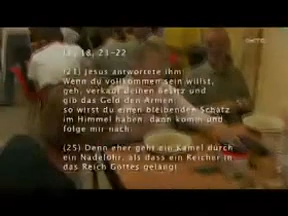 18, 21-22
(21) Jesus antwortete ihm
Wenn du vollkommen sein willst,
geh, verkauf deinen Besitz und
gib das Geld den Armen
so wirst du einen bleibenden Schatz
im Himmel haben, dann komm und
folge mir nach
(25) Denn eher geht ein Kamel durch
ein Nadelöhr, als dass ein Reicher in
das Reich Gottes gelangt